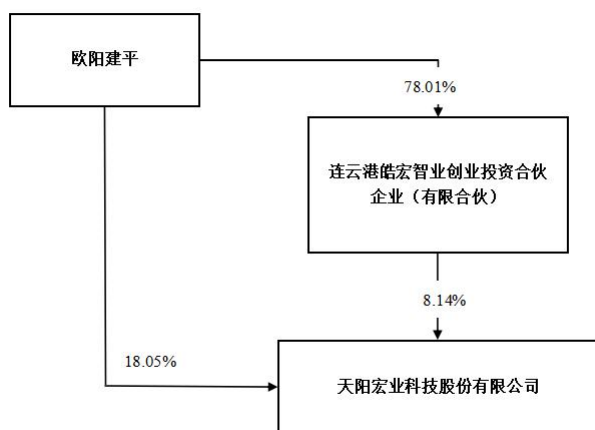 欧阳建平
78.01%
连云港皓宏智业创业投资合伙
企业（有限合伙）
8.14%
18.05%
天阳宏业科技股份有限公司